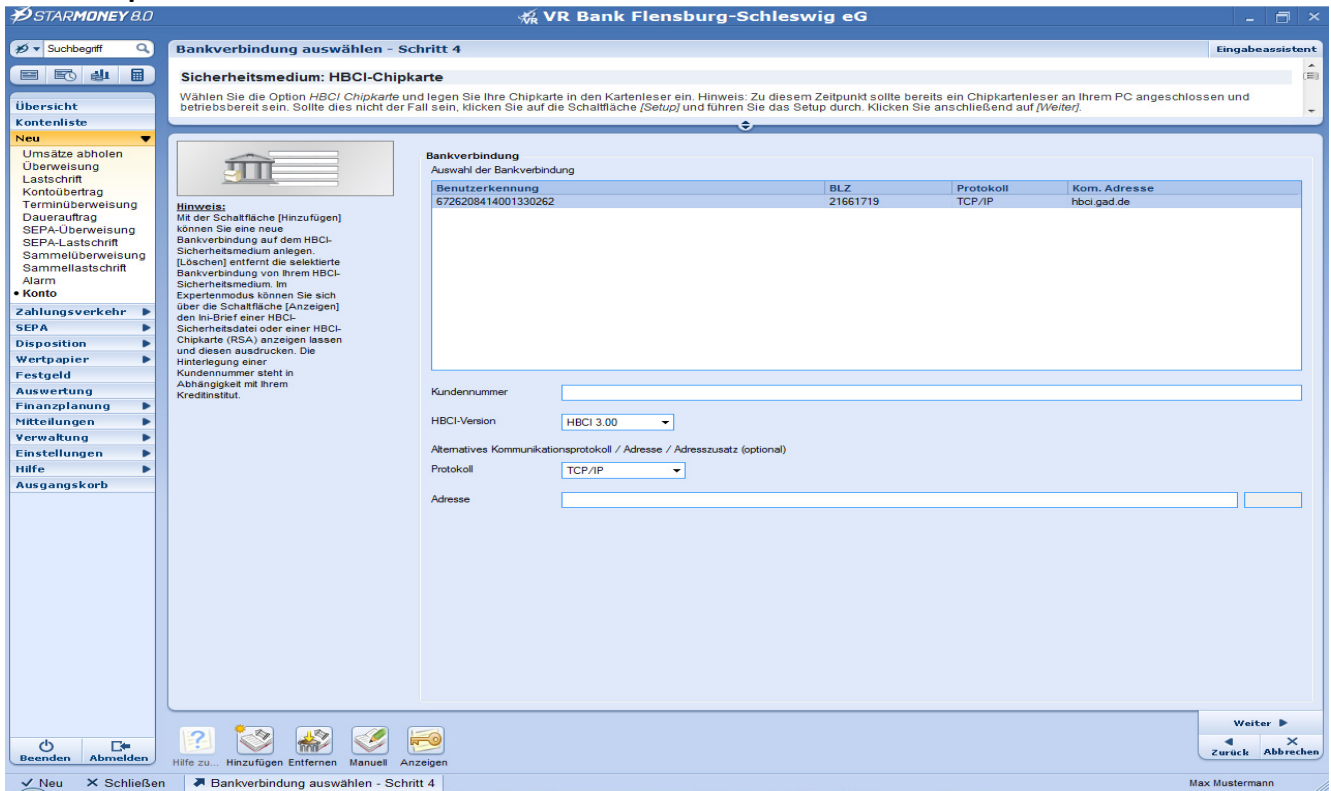 STARMONEY 8.0
VR Bank Flensburg-Schleswig eG
Suchbegriff
Bankverbindung auswählen - Schritt 4
Eingabeassistent
Sicherheitsmedium: HBCI-Chipkarte
Wählen Sie die Option HBCI Chipkarte und legen Sie Ihre Chipkarte in den Kartenleser ein. Hinweis: Zu diesem Zeitpunkt sollte bereits ein Chipkartenleser an Ihrem PC angeschlossen und
betriebsbereit sein. Sollte dies nicht der Fall sein, klicken Sie auf die Schaltfläche [Setup] und führen Sie das Setup durch. Klicken Sie anschließend auf [Weiter].
Übersicht
Kontenliste
Neu
Umsätze abholen
Überweisung
Lastschrift
Kontoübertrag
Terminüberweisung
Dauerauftrag
SEPA-Überweisung
SEPA-Lastschrift
Sammelüberweisung
Sammellastschrift
Alarm
• Konto
Zahlungsverkehr
SEPA
Disposition
Wertpapier
Festgeld
Auswertung
Finanzplanung
Mitteilungen
Verwaltung
Einstellungen
Hilfe
Ausgangskorb
Beenden Abmelden
Hinweis:
Mit der Schaltfläche [Hinzufügen]
können Sie eine neue
Bankverbindung auf dem HBCI-
Sicherheitsmedium anlegen.
[Löschen] entfernt die selektierte
Bankverbindung von Ihrem HBCI-
Sicherheitsmedium. Im
Expertenmodus können Sie sich
über die Schaltfläche [Anzeigen]
den Ini-Brief einer HBCI-
Sicherheitsdatei oder einer HBCI-
Chipkarte (RSA) anzeigen lassen
und diesen ausdrucken. Die
Hinterlegung einer
Kundennummer steht in
Abhängigkeit mit Ihrem
Kreditinstitut.
Bankverbindung
Auswahl der Bankverbindung
Benutzerkennung BLZ Protokoll Kom. Adresse
6726208414001330262 21661719 TCP/IP hbci.gad.de
Kundennummer
HBCI-Version HBCI 3.00
Alternatives Kommunikationsprotokoll / Adresse / Adresszusatz (optional)
Protokoll TCP/IP
Adresse
Hilfe zu... Hinzufügen Entfernen Manuell Anzeigen
Weiter
Zurück Abbrechen
Neu Schließen Bankverbindung auswählen - Schritt 4 Max Mustermann